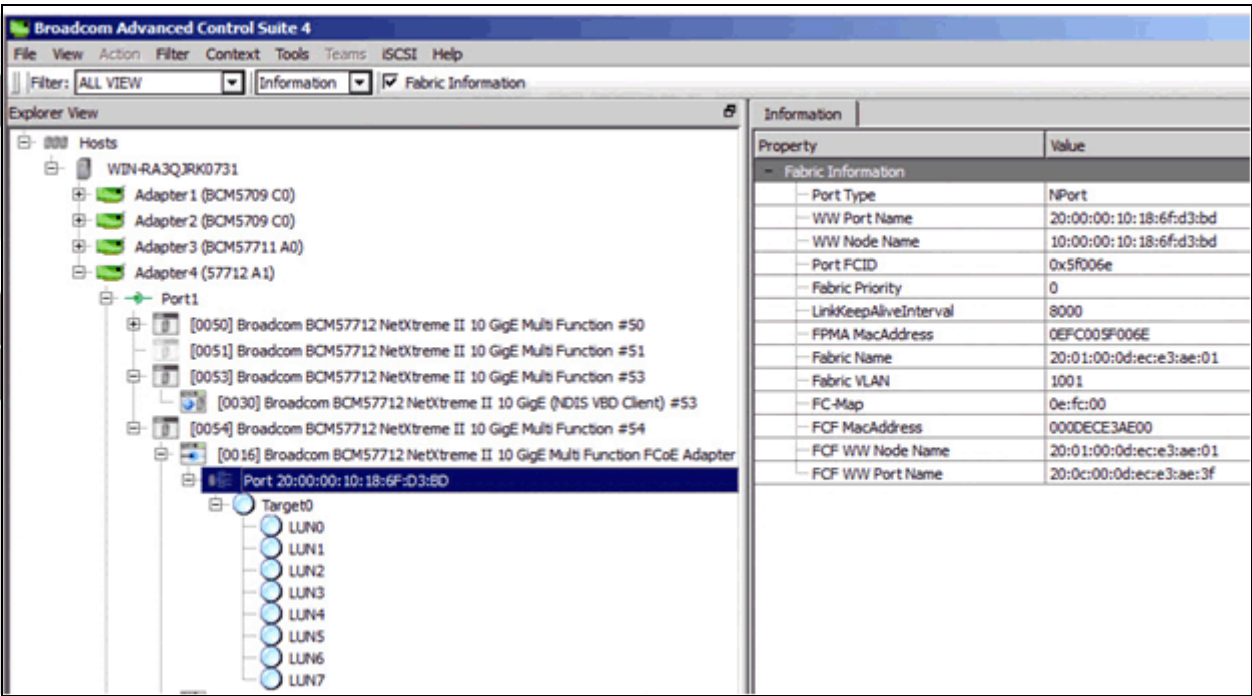 Broadcom Advanced Control Suite 4
File View Action Filter Context Tools Teams iSCSI Help
Filter: ALL VIEW Information Fabric Information
Explorer View
Hosts
WIN-RA3QJRK0731
Adapter1 (BCM5709 C0)
Adapter2 (BCM5709 C0)
Adapter3 (BCM57711 A0)
Adapter4 (57712 A1)
Port1
[0050] Broadcom BCM57712 NetXtreme II 10 GigE Multi Function #50
[0051] Broadcom BCM57712 NetXtreme II 10 GigE Multi Function #51
[0053] Broadcom BCM57712 NetXtreme II 10 GigE Multi Function #53
[0030] Broadcom BCM57712 NetXtreme II 10 GigE (NDIS VBD Client) #53
[0054] Broadcom BCM57712 NetXtreme II 10 GigE Multi Function #54
[0016] Broadcom BCM57712 NetXtreme II 10 GigE Multi Function FCoE Adapter
Port 20:00:00:10:18:6F:D3:BD
Target0
LUN0
LUN1
LUN2
LUN3
LUN4
LUN5
LUN6
LUN7
Information
Property Value
Fabric Information
Port Type NPort
WW Port Name 20:00:00:10:18:6f:d3:bd
WW Node Name 10:00:00:10:18:6f:d3:bd
Port FCID 0x5f006e
Fabric Priority 0
LinkKeepAliveInterval 8000
FPMA MacAddress 0EFC005F006E
Fabric Name 20:01:00:0d:ec:e3:ae:01
Fabric VLAN 1001
FC-Map 0e:fc:00
FCF MacAddress 000DECE3AE00
FCF WW Node Name 20:01:00:0d:ec:e3:ae:01
FCF WW Port Name 20:0c:00:0d:ec:e3:ae:3f